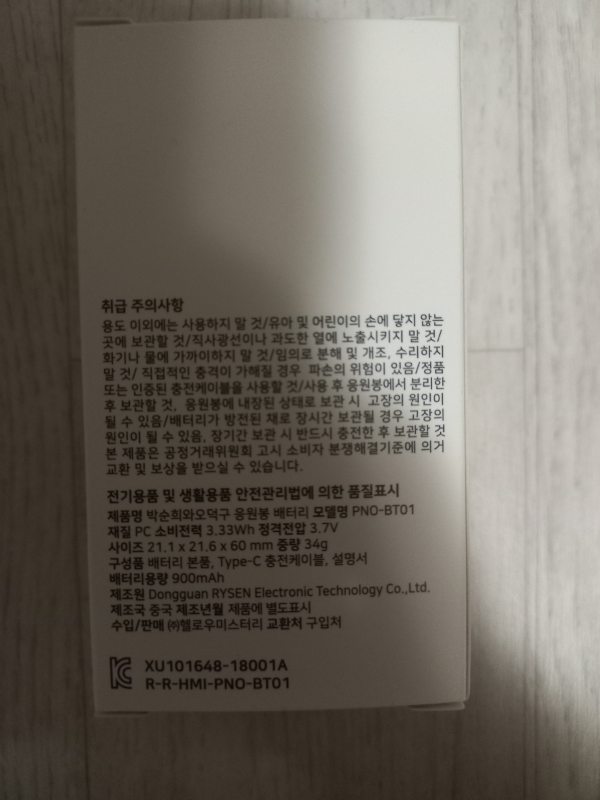 취급 주의사항
용도 이외에는 사용하지 말 것/유아 및 어린이의 손에 닿지 않는
곳에 보관할 것/직사광선이나 과도한 열에 노출시키지 말 것/
화기나 물에 가까이하지 말 것/임의로 분해 및 개조, 수리하지
말 것/ 직접적인 충격이 가해질 경우 파손의 위험이 있음/정품
또는 인증된 충전케이블을 사용할 것/사용 후 응원봉에서 분리한
후 보관할 것, 응원봉에 내장된 상태로 보관 시 고장의 원인이
될 수 있음/배터리가 방전된 채로 장시간 보관될 경우 고장의
원인이 될 수 있음, 장기간 보관 시 반드시 충전한 후 보관할 것
본 제품은 공정거래위원회 고시 소비자 분쟁해결기준에 의거
교환 및 보상을 받으실 수 있습니다.
전기용품 및 생활용품 안전관리법에 의한 품질표시
제품명 박순희와오덕구 응원봉 배터리 모델명 PNO-BT01
재질 PC 소비전력 3.33Wh 정격전압 3.7V
사이즈 21.1 x 21.6 x 60 mm 중량 34g
구성품 배터리 본품, Type-C 충전케이블, 설명서
배터리용량 900mAh
제조원 Dongguan RYSEN Electronic Technology Co.,Ltd.
제조국 중국 제조년월 제품에 별도표시
수입/판매 ㈜헬로우미스터리 교환처 구입처
XU101648-18001A
R-R-HMI-PNO-BT01